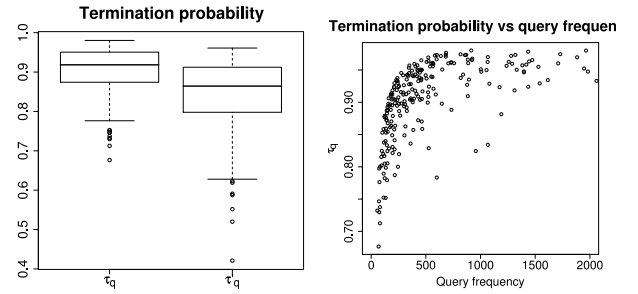 Termination probability
1.0
0.9
0.8
0.7
0.6
0.5
0.4
τq
τ'q
Termination probability vs query frequen
τq
0.90
0.80
0.70
0
500
1000
1500
2000
Query frequency